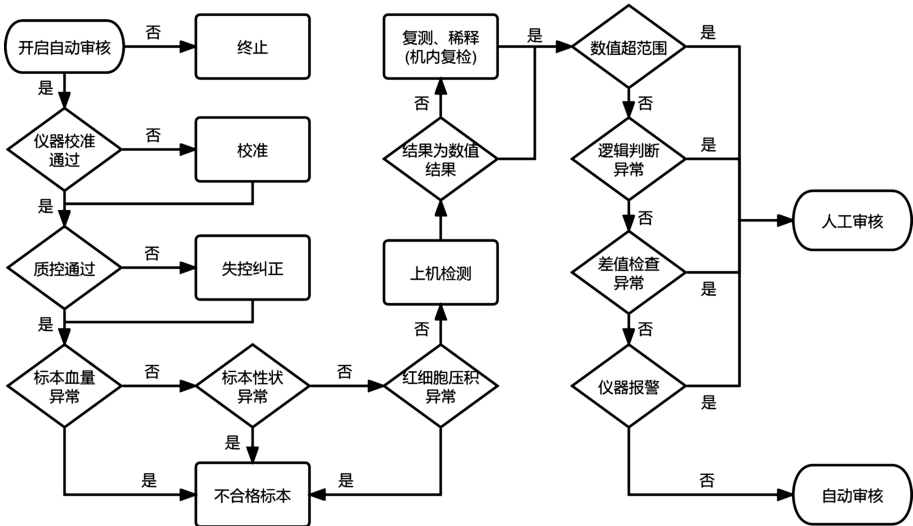 开启自动审核
否
终止
是
仪器校准
通过
否
校准
是
质控通过
否
失控纠正
是
标本血量
异常
否
标本性状
异常
否
红细胞压积
异常
是
是
是
不合格标本
否
上机检测
结果为数值
结果
否
复测、稀释
(机内复检)
是
数值超范围
是
否
逻辑判断
异常
是
否
差值检查
异常
是
否
仪器报警
是
否
人工审核
自动审核